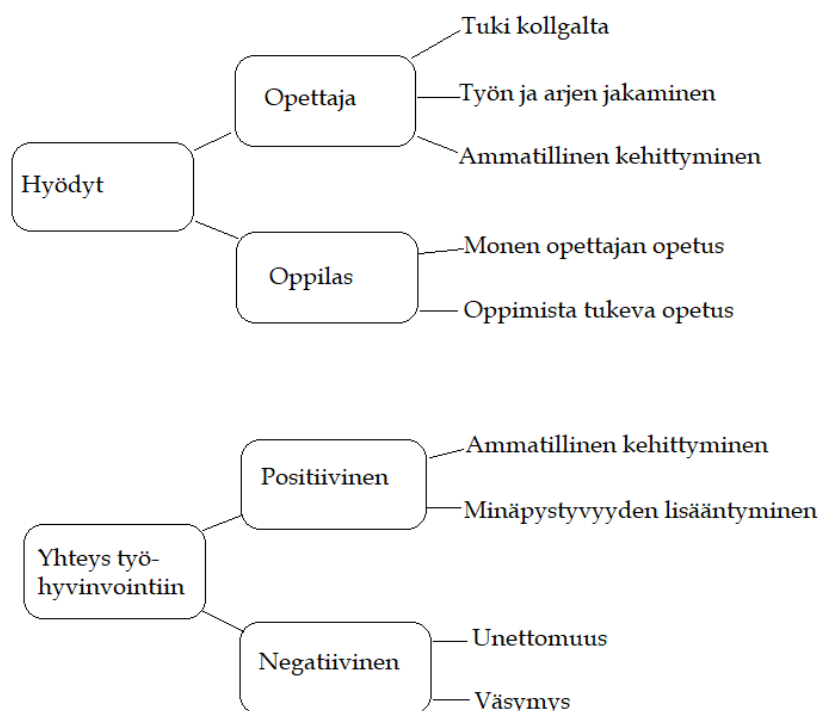 Tuki kollgalta
Opettaja
Työn ja arjen jakaminen
Ammatillinen kehittyminen
Hyödyt
Monen opettajan opetus
Oppilas
Oppimista tukeva opetus
Ammatillinen kehittyminen
Positiivinen
Minäpystyvyyden lisääntyminen
Yhteys työ-
hyvinvointiin
Unettomuus
Negatiivinen
Väsymys